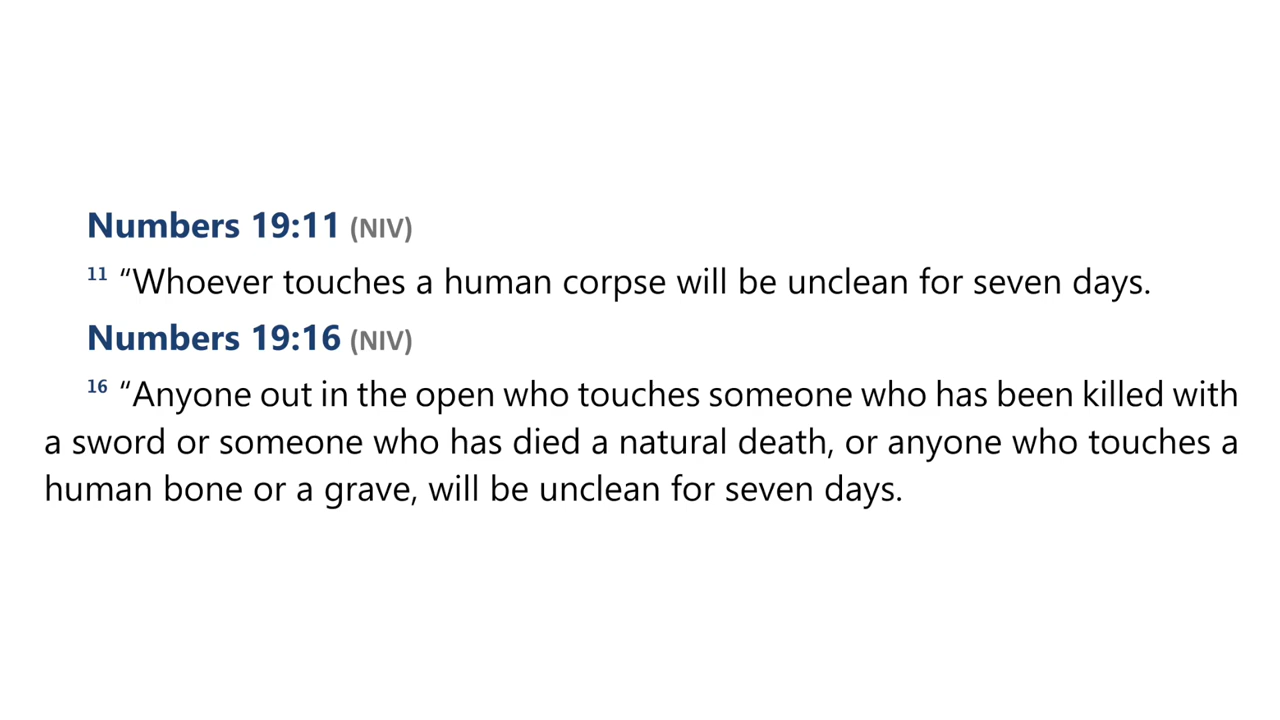 Numbers 19:11 (NIV)
11 “Whoever touches a human corpse will be unclean for seven days.
Numbers 19:16 (NIV)
16 “Anyone out in the open who touches someone who has been killed with
a sword or someone who has died a natural death, or anyone who touches a
human bone or a grave, will be unclean for seven days.